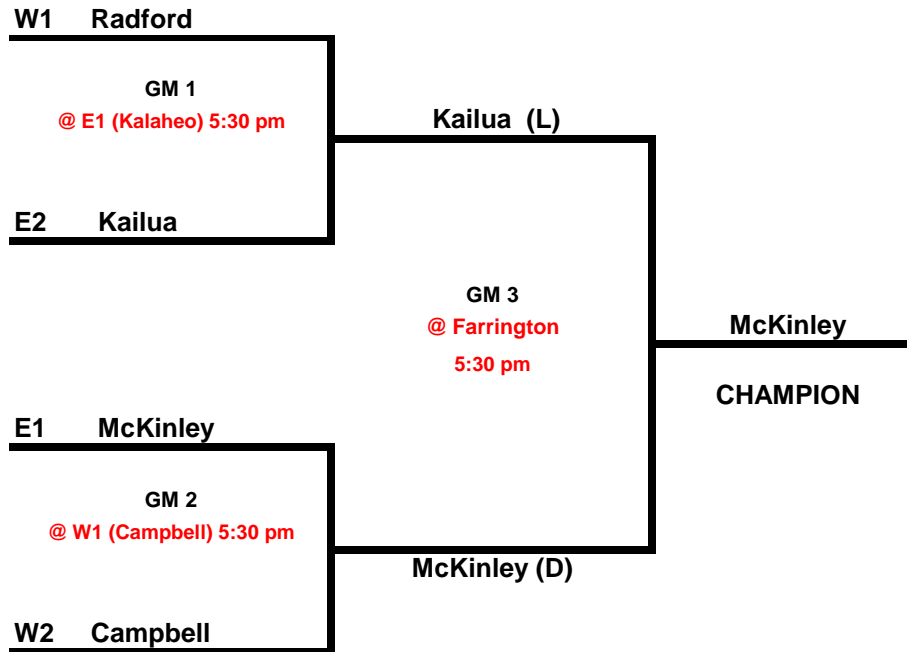 W1 Radford
GM 1
@ E1 (Kalaheo) 5:30 pm
Kailua (L)
E2 Kailua
GM 3
@ Farrington
5:30 pm
McKinley
CHAMPION
E1 McKinley
GM 2
@ W1 (Campbell) 5:30 pm
McKinley (D)
W2 Campbell